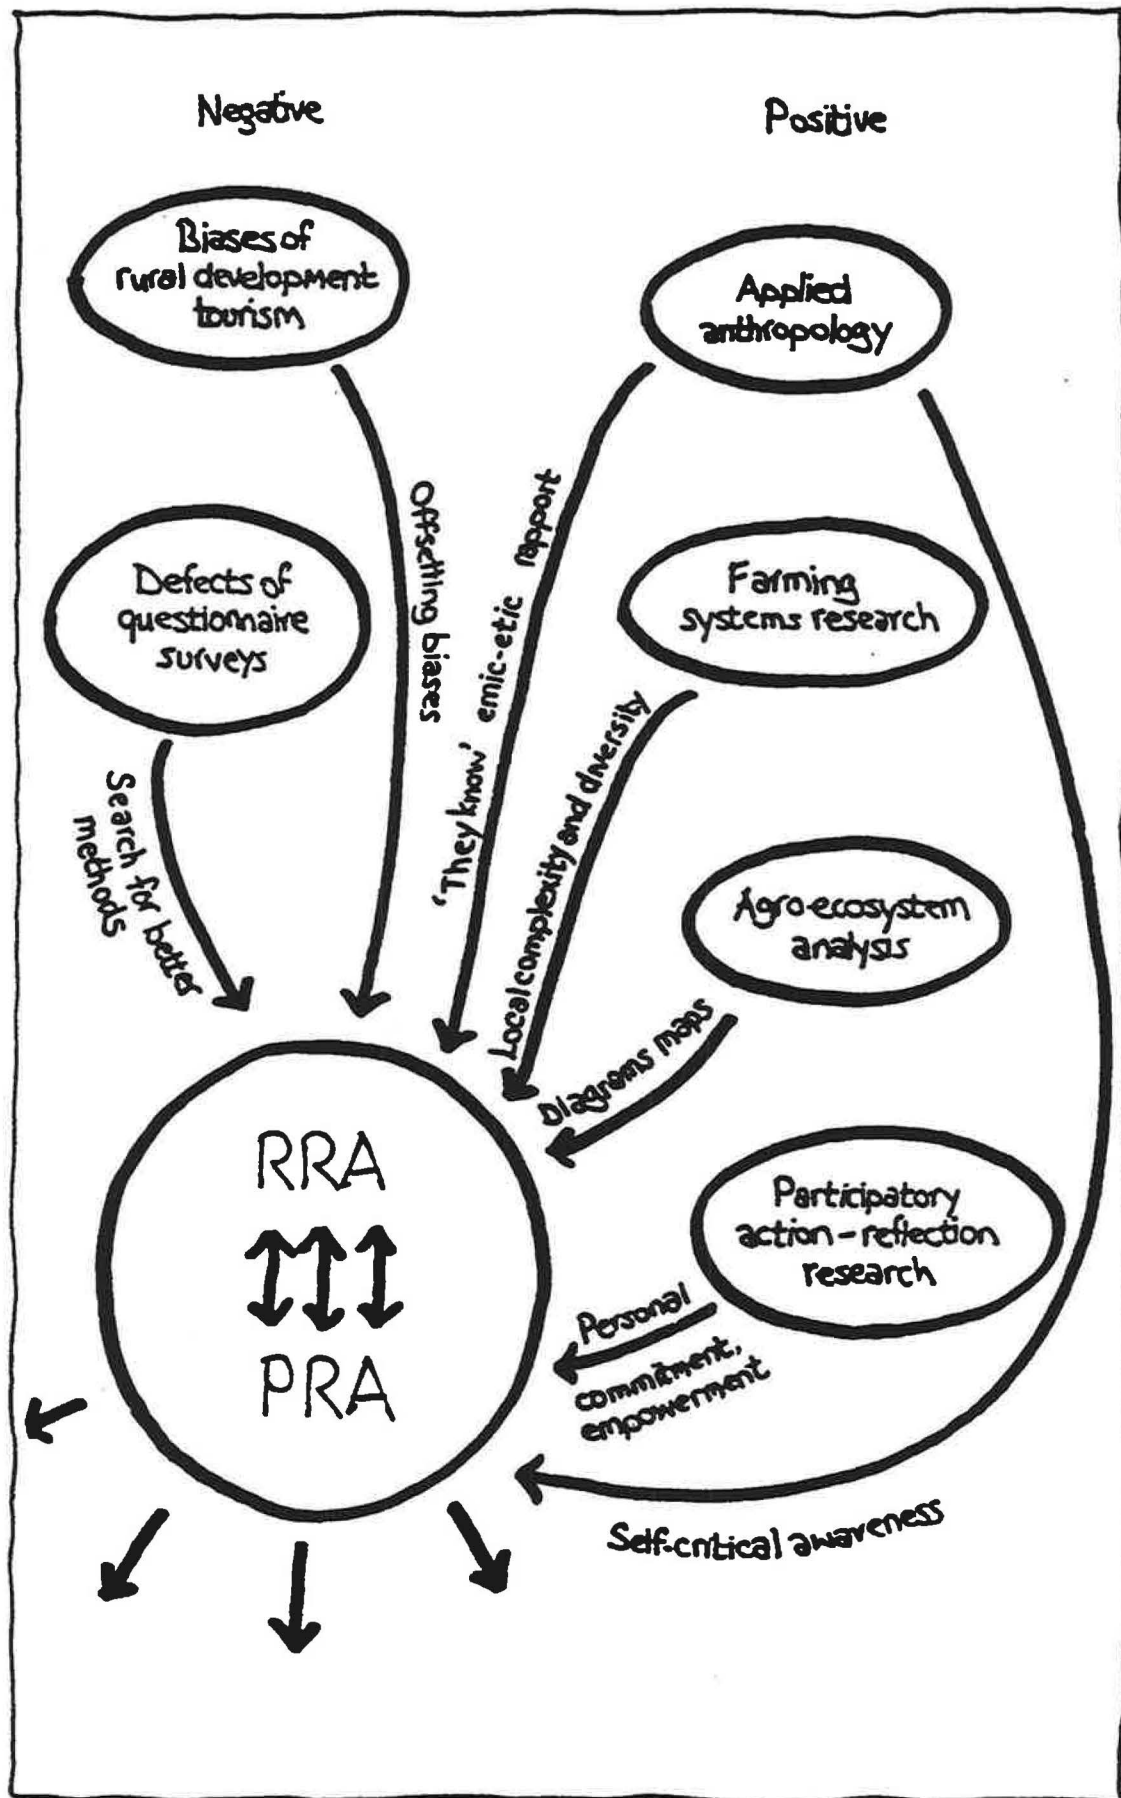 Negative
Positive
Biases of
rural development
tourism
Applied
anthropology
Offsetting biases
'They know' emic-etic rapport
Defects of
questionnaire
surveys
Farming
systems research
Search for better
methods
Local complexity and diversity
Agro-ecosystem
analysis
Diagrams maps
RRA
PRA
Participatory
action-reflection
research
Personal
commitment,
empowerment
Self-critical awareness